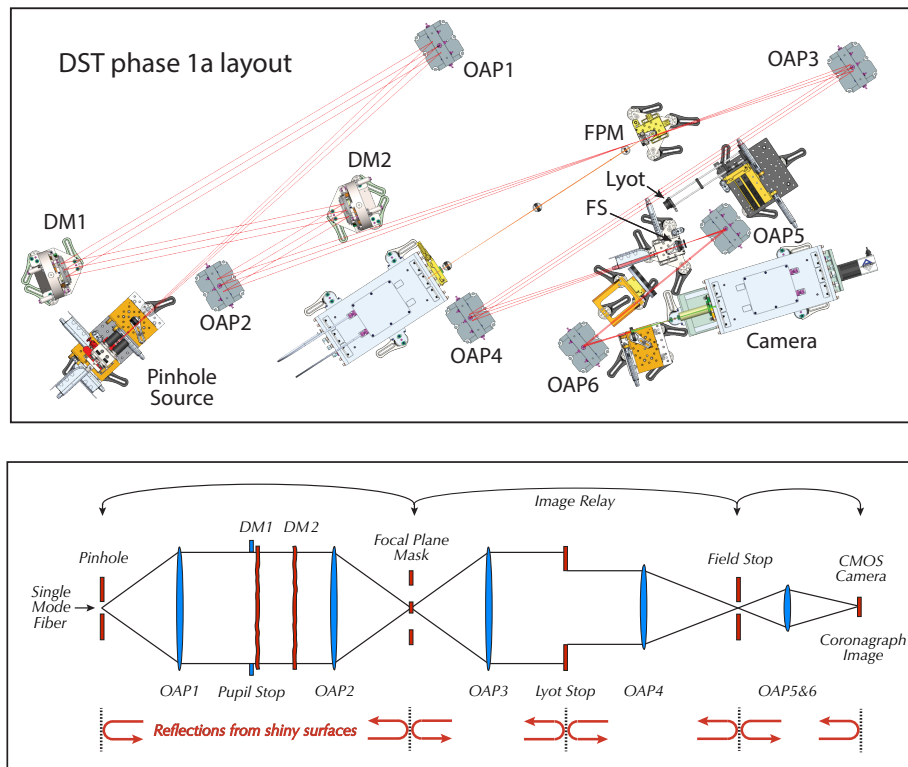 DST phase 1a layout
OAP1
OAP3
FPM
DM2
Lyot
DM1
FS
OAP5
OAP2
OAP4
Camera
OAP6
Pinhole
Source
Image Relay
DM1 DM2
Focal Plane
Mask
Pinhole
Field Stop
CMOS
Camera
Single
Mode
Fiber
Coronagraph
Image
OAP1
Pupil Stop
OAP2
OAP3
Lyot Stop
OAP4
OAP5&6
Reflections from shiny surfaces